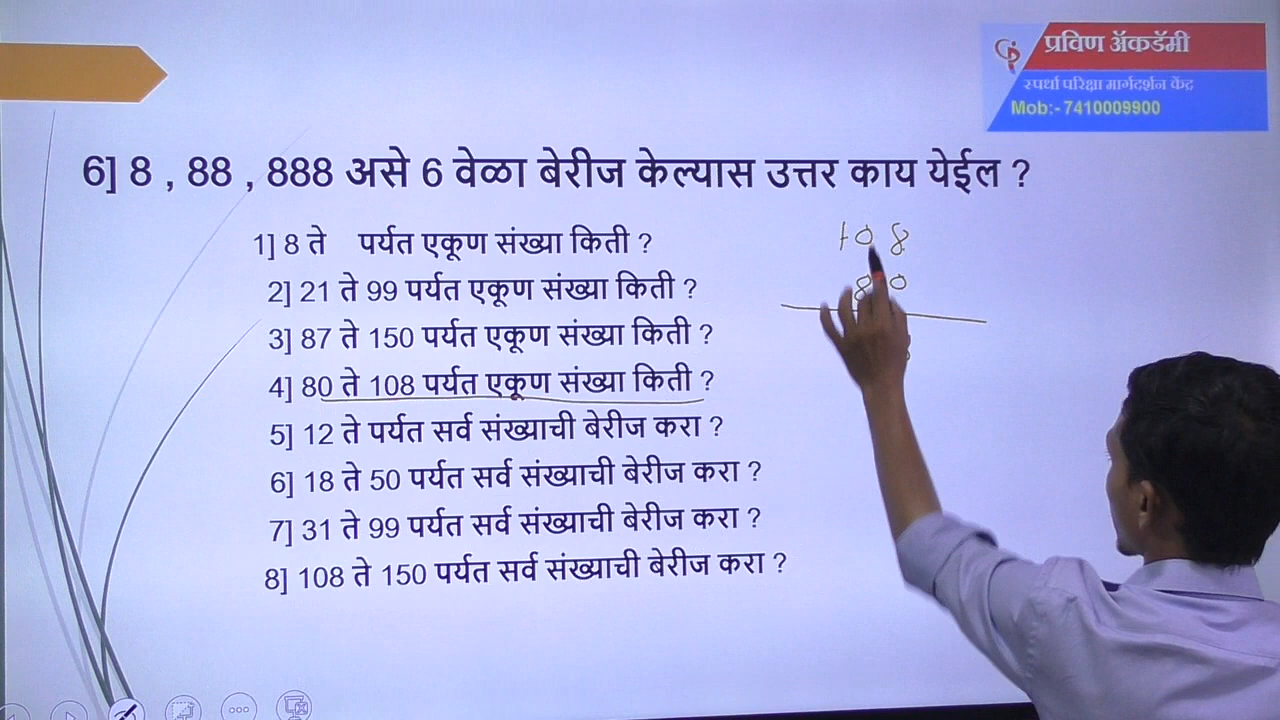 प्रविण ॲकडॅमी
स्पर्धा परिक्षा मार्गदर्शन केंद्र
Mob:- 7410009900
6] 8 , 88 , 888 असे 6 वेळा बेरीज केल्यास उत्तर काय येईल ?
1] 8 ते पर्यत एकूण संख्या किती ?
2] 21 ते 99 पर्यत एकूण संख्या किती ?
3] 87 ते 150 पर्यत एकूण संख्या किती ?
4] 80 ते 108 पर्यत एकूण संख्या किती ?
5] 12 ते पर्यत सर्व संख्याची बेरीज करा ?
6] 18 ते 50 पर्यत सर्व संख्याची बेरीज करा ?
7] 31 ते 99 पर्यत सर्व संख्याची बेरीज करा ?
8] 108 ते 150 पर्यत सर्व संख्याची बेरीज करा ?
108
80